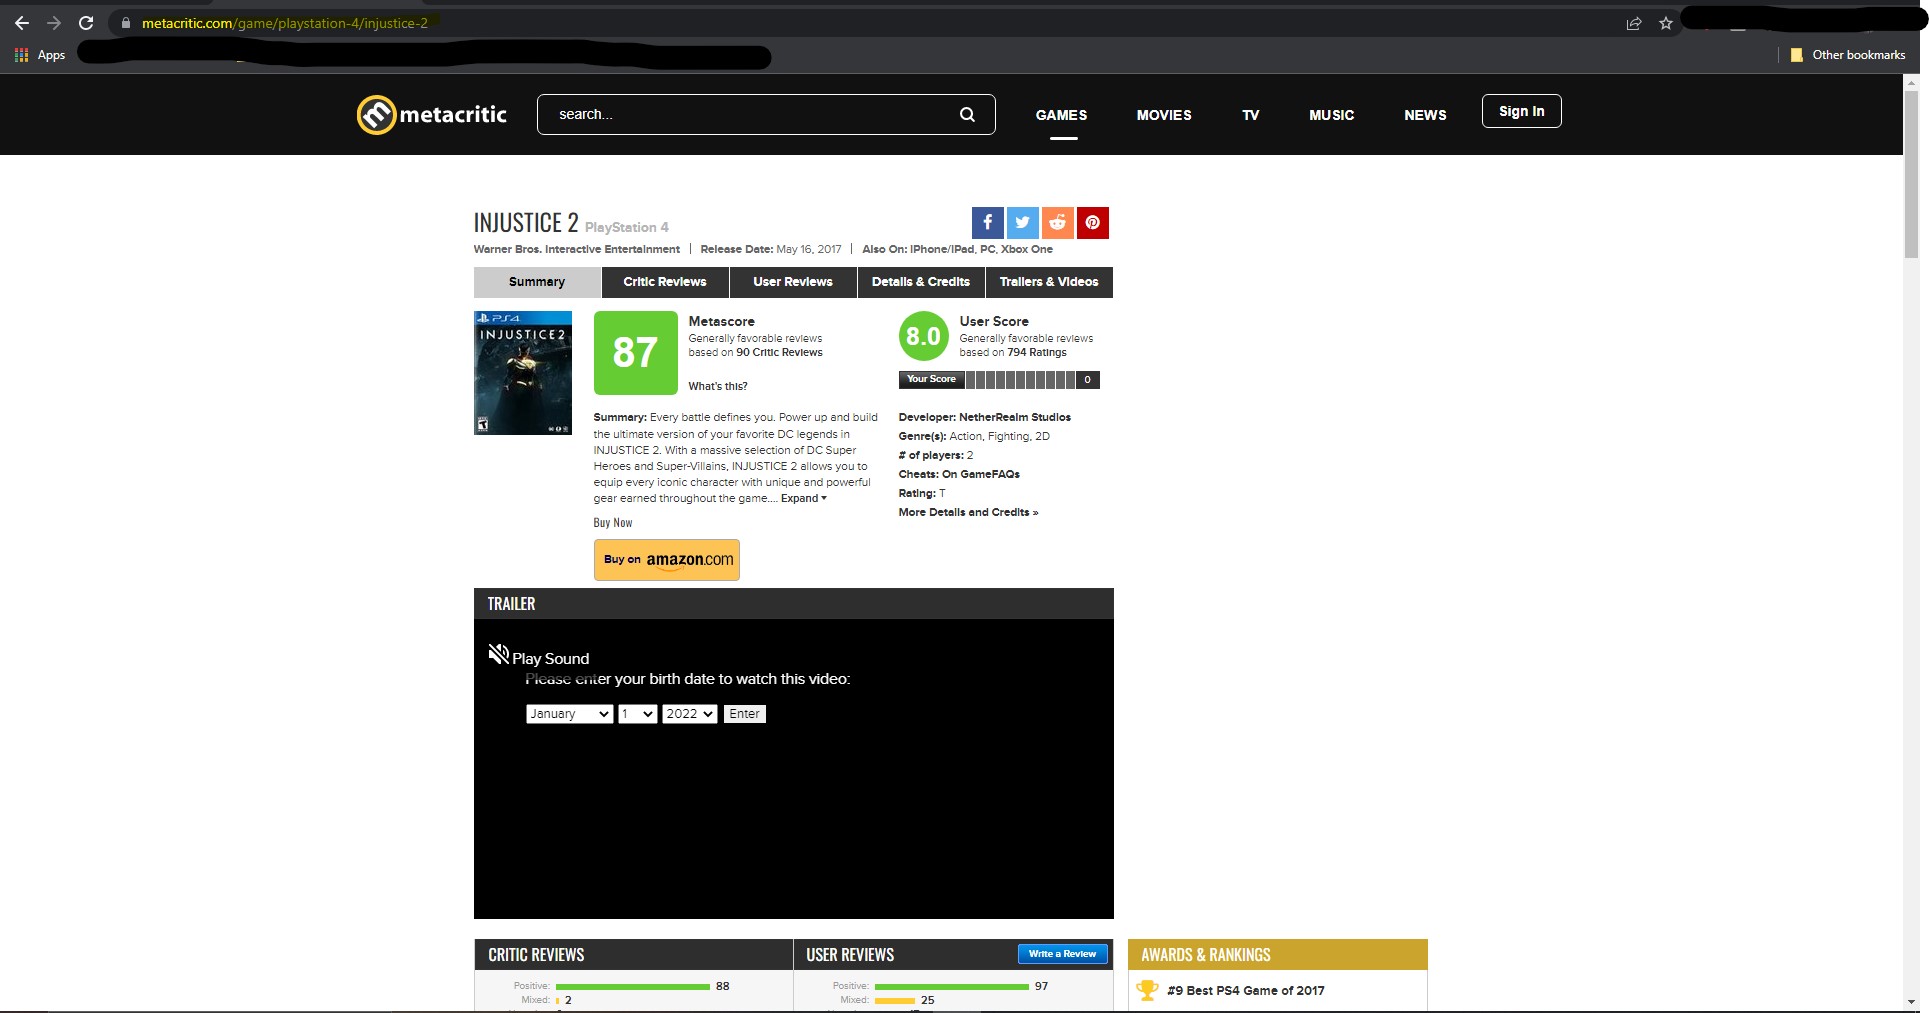 metacritic.com/game/playstation-4/injustice-2
Apps
Other bookmarks
metacritic
search...
GAMES
MOVIES
TV
MUSIC
NEWS
Sign In
INJUSTICE 2 PlayStation 4
Warner Bros. Interactive Entertainment | Release Date: May 16, 2017 | Also On: iPhone/iPad, PC, Xbox One
Summary
Critic Reviews
User Reviews
Details & Credits
Trailers & Videos
PS4
INJUSTICE 2
87
Metascore
Generally favorable reviews
based on 90 Critic Reviews
What's this?
8.0
User Score
Generally favorable reviews
based on 794 Ratings
Your Score
0
Summary: Every battle defines you. Power up and build
the ultimate version of your favorite DC legends in
INJUSTICE 2. With a massive selection of DC Super
Heroes and Super-Villains, INJUSTICE 2 allows you to
equip every iconic character with unique and powerful
gear earned throughout the game.... Expand
Buy Now
Buy on amazon.com
Developer: NetherRealm Studios
Genre(s): Action, Fighting, 2D
# of players: 2
Cheats: On GameFAQs
Rating: T
More Details and Credits »
TRAILER
Play Sound
Please enter your birth date to watch this video:
January
1
2022
Enter
CRITIC REVIEWS
Positive: 88
Mixed: 2
USER REVIEWS
Write a Review
Positive: 97
Mixed: 25
AWARDS & RANKINGS
#9 Best PS4 Game of 2017